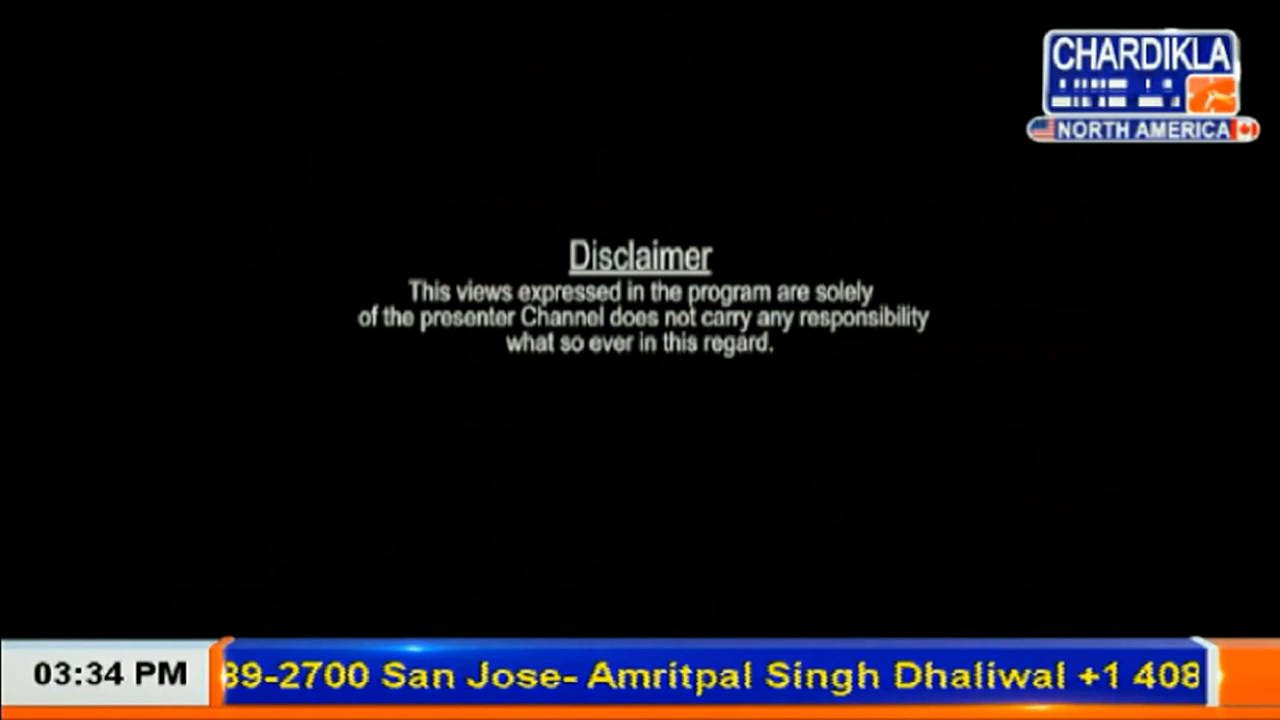 CHARDIKLA
NORTH AMERICA
Disclaimer
This views expressed in the program are solely
of the presenter Channel does not carry any responsibility
what so ever in this regard.
03:34 PM
39-2700 San Jose- Amritpal Singh Dhaliwal +1 408